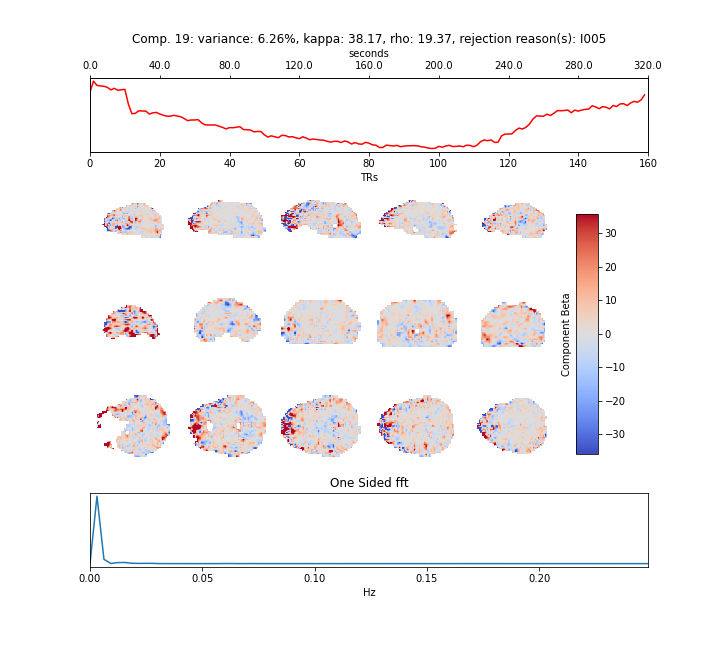 Comp. 19: variance: 6.26%, kappa: 38.17, rho: 19.37, rejection reason(s): I005
seconds
0.0 40.0 80.0 120.0 160.0 200.0 240.0 280.0 320.0
0 20 40 60 80 100 120 140 160
TRs
30
20
10
0
−10
−20
−30
Component Beta
One Sided fft
0.00 0.05 0.10 0.15 0.20
Hz